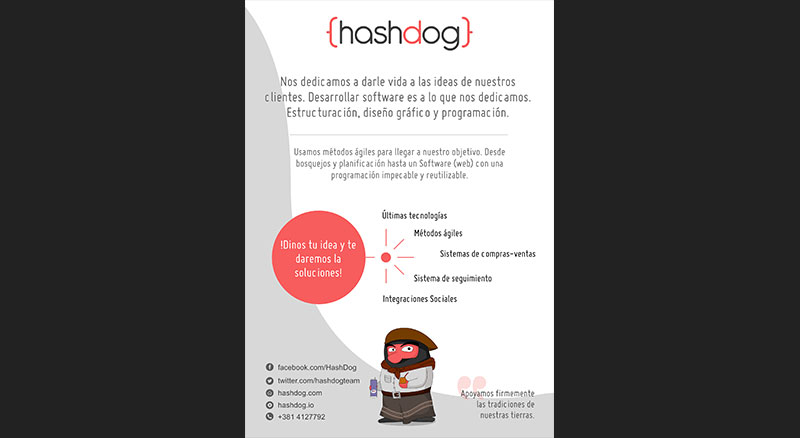 {hashdog}
Nos dedicamos a darle vida a las ideas de nuestros
clientes. Desarrollar software es a lo que nos dedicamos.
Estructuración, diseño gráfico y programación.
Usamos métodos ágiles para llegar a nuestro objetivo. Desde
bosquejos y planificación hasta un Software (web) con una
programación impecable y reutilizable.
Últimas tecnologías
Métodos ágiles
!Dinos tu idea y te
daremos la
soluciones!
Sistemas de compras-ventas
Sistema de seguimiento
Integraciones Sociales
facebook.com/HashDog
twitter.com/hashdogteam
hashdog.com
hashdog.io
+381 4127792
Apoyamos firmemente
las tradiciones de
nuestras tierras.